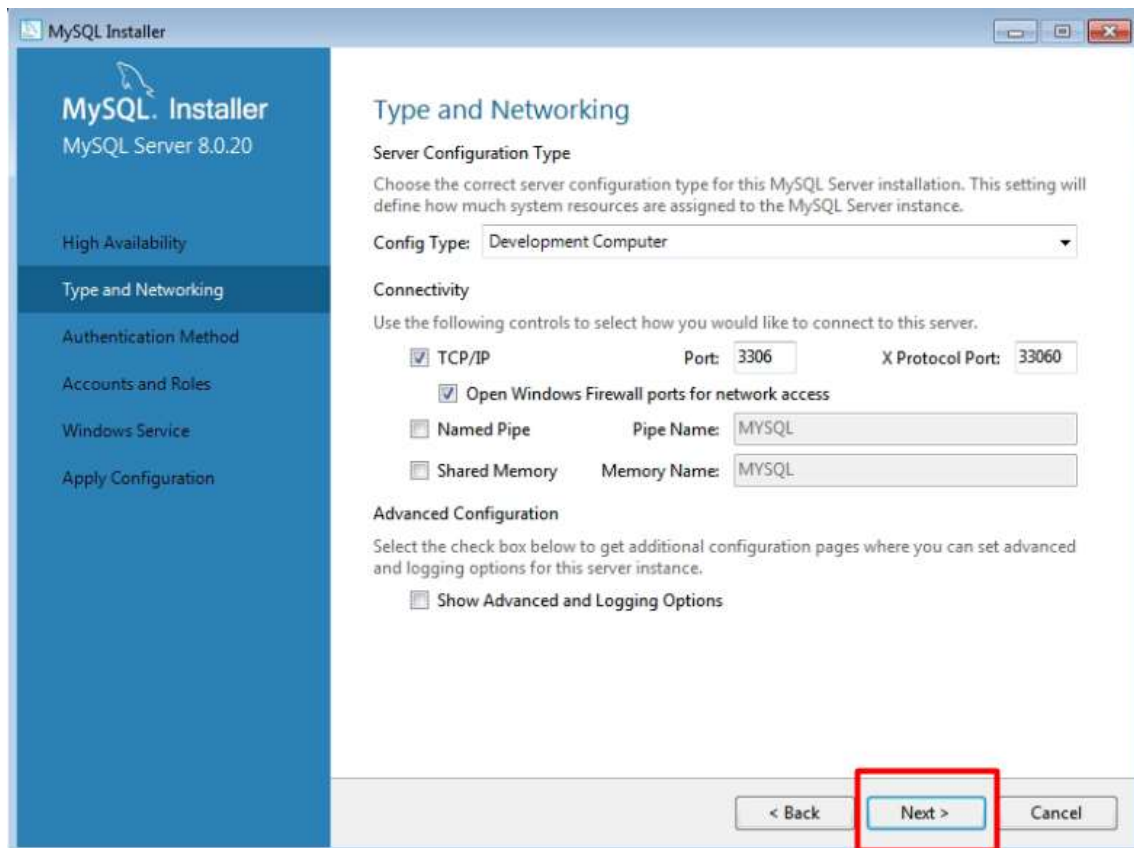 MySQL Installer
MySQL. Installer
MySQL Server 8.0.20
High Availability
Type and Networking
Authentication Method
Accounts and Roles
Windows Service
Apply Configuration
Type and Networking
Server Configuration Type
Choose the correct server configuration type for this MySQL Server installation. This setting will
define how much system resources are assigned to the MySQL Server instance.
Config Type: Development Computer
Connectivity
Use the following controls to select how you would like to connect to this server.
TCP/IP Port: 3306 X Protocol Port: 33060
Open Windows Firewall ports for network access
Named Pipe Pipe Name: MYSQL
Shared Memory Memory Name: MYSQL
Advanced Configuration
Select the check box below to get additional configuration pages where you can set advanced
and logging options for this server instance.
Show Advanced and Logging Options
< Back Next > Cancel